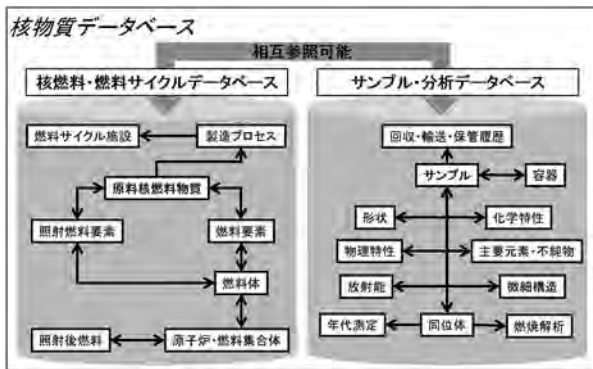 核物質データベース
相互参照可能
核燃料・燃料サイクルデータベース
燃料サイクル施設
製造プロセス
原料核燃料物質
照射燃料要素
燃料要素
燃料体
照射後燃料
原子炉・燃料集合体
サンプル・分析データベース
回収・輸送・保管履歴
サンプル
容器
形状
化学特性
物理特性
主要元素・不純物
放射能
微細構造
年代測定
同位体
燃焼解析